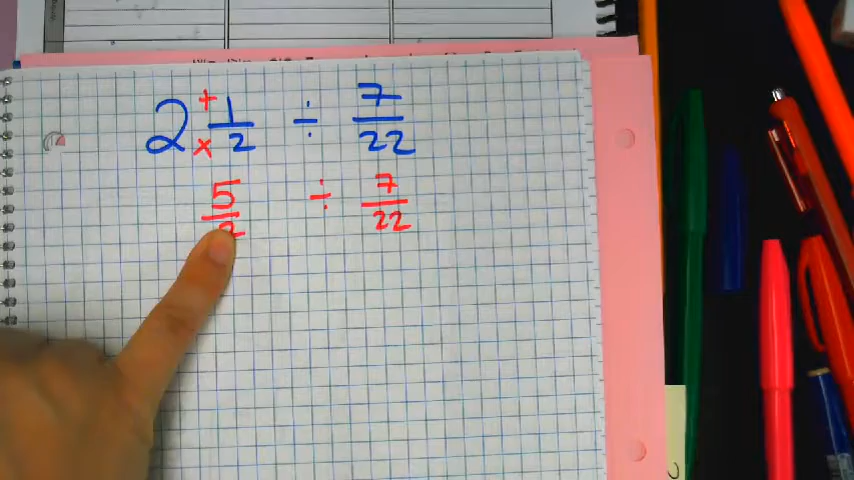 2 + 1/2 ÷ 7/22
×
5/2 ÷ 7/22